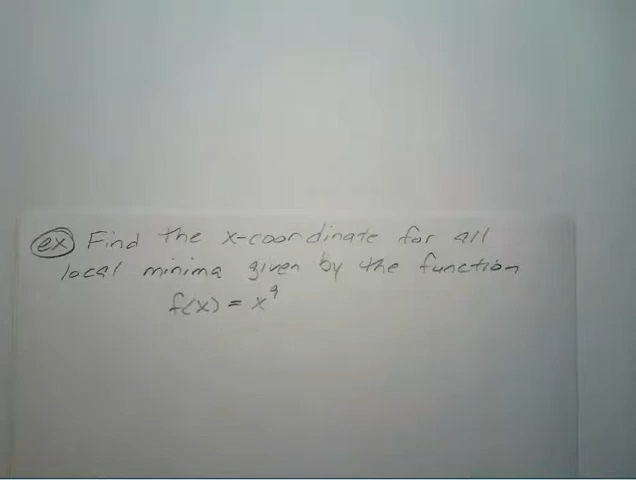 ex Find the x-coordinate for all
local minima given by the function
f(x) = x⁴